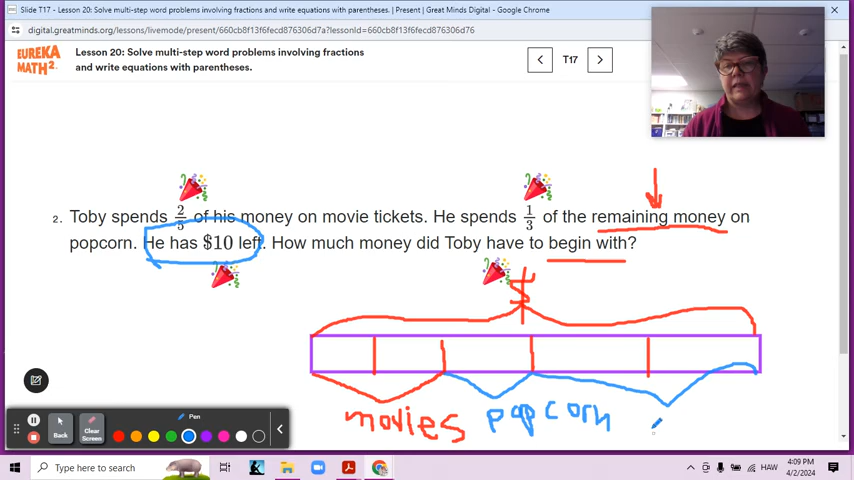 Slide T17 - Lesson 20: Solve multi-step word problems involving fractions and write equations with parentheses. | Present | Great Minds Digital - Google Chrome
digital.greatminds.org/lessons/livemode/present/660cb8f13f6fecd876306d7a?lessonId=660cb8f13f6fecd876306d76
EUREKA
MATH²
Lesson 20: Solve multi-step word problems involving fractions
and write equations with parentheses.
T17
2. Toby spends 2/5 of his money on movie tickets. He spends 1/3 of the remaining money on
popcorn. He has $10 left. How much money did Toby have to begin with?
$
movies popcorn
Pen
Back
Clear
Screen
Type here to search
HAW
4:09 PM
4/2/2024